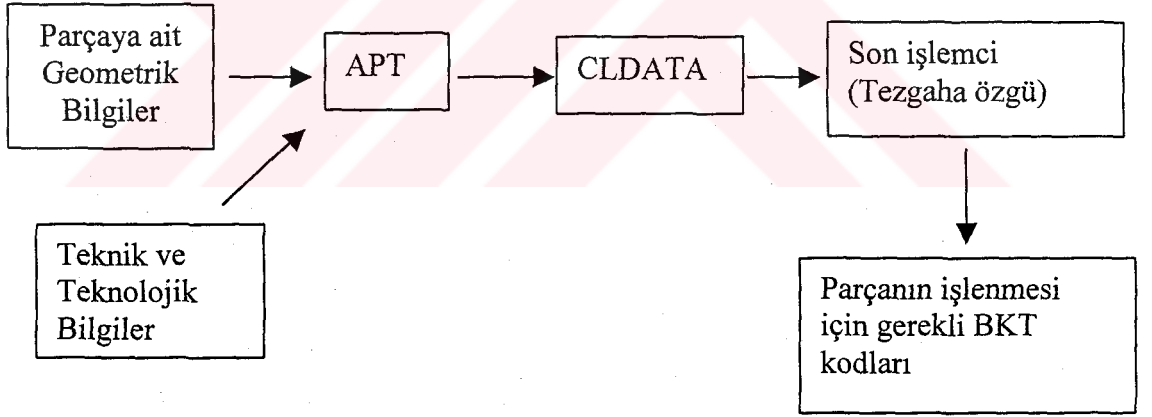 Parçaya ait
Geometrik
Bilgiler
APT
CLDATA
Son işlemci
(Tezgaha özgü)
Teknik ve
Teknolojik
Bilgiler
Parçanın işlenmesi
için gerekli BKT
kodları